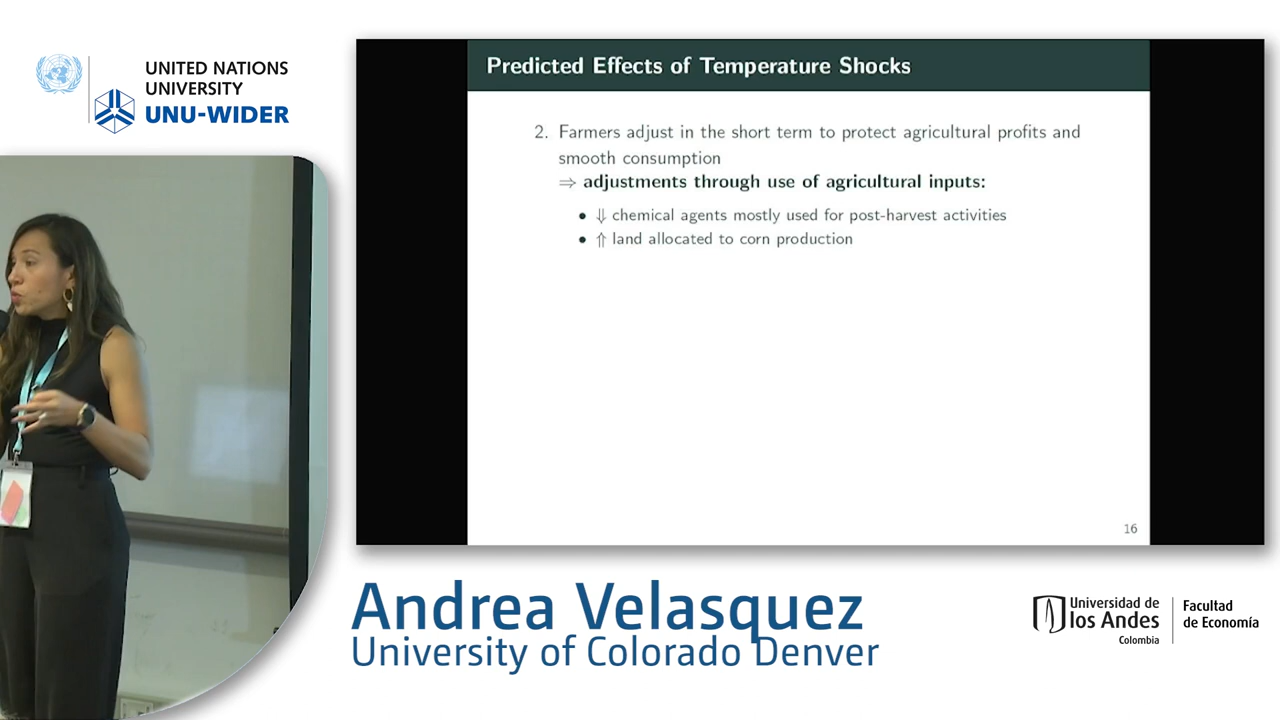 UNITED NATIONS
UNIVERSITY
UNU-WIDER
Predicted Effects of Temperature Shocks
2. Farmers adjust in the short term to protect agricultural profits and
smooth consumption
⇒ adjustments through use of agricultural inputs:
• ⇓ chemical agents mostly used for post-harvest activities
• ⇑ land allocated to corn production
16
Andrea Velasquez
University of Colorado Denver
Universidad de
los Andes
Colombia
Facultad
de Economía